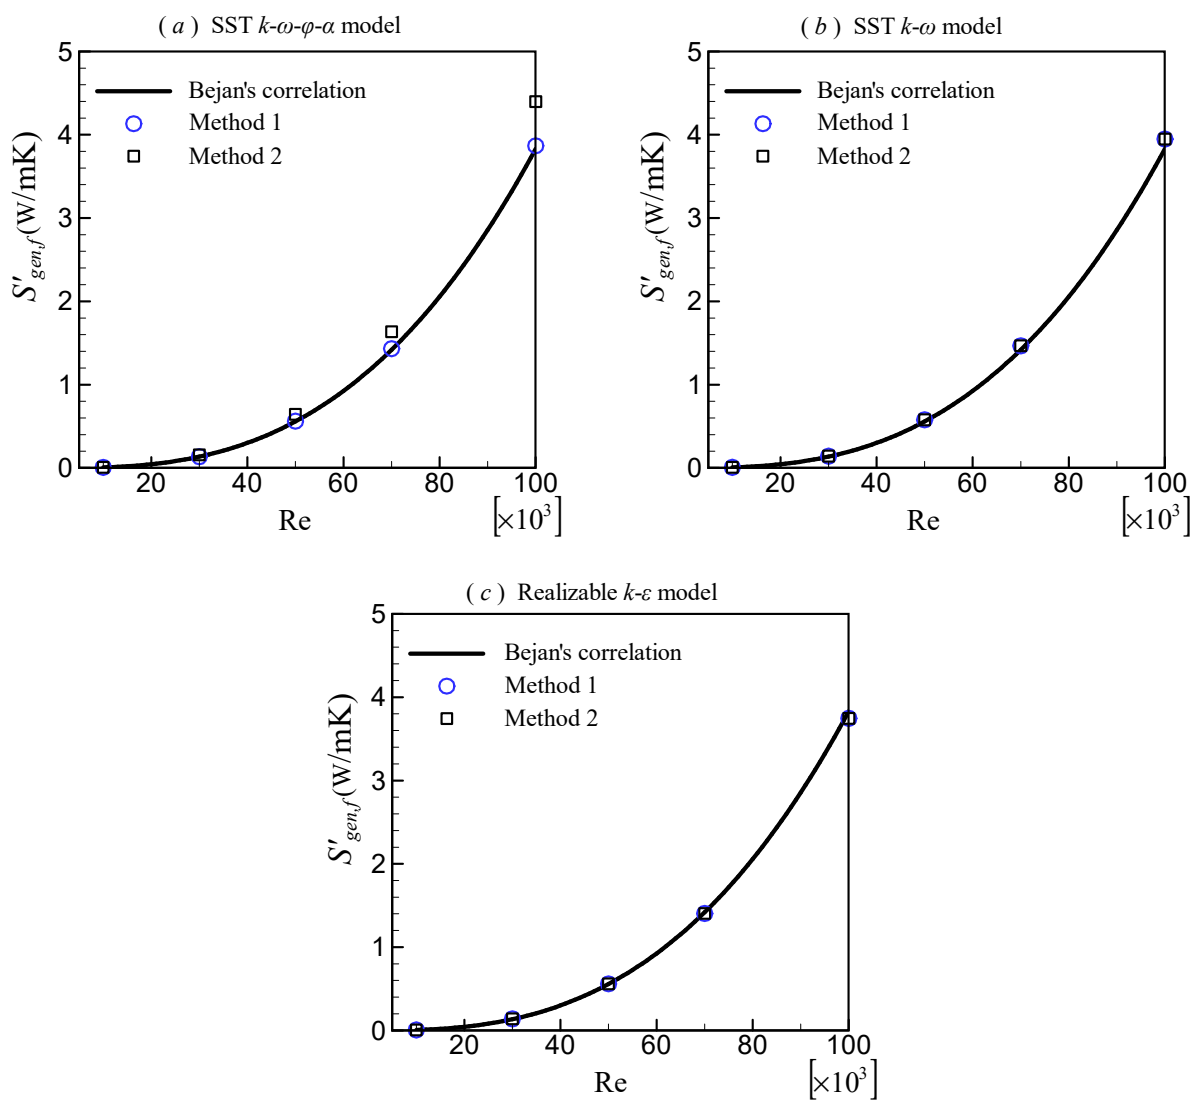 ( a ) SST k-ω-φ-α model
5
4
3
2
1
0
S'gen,f (W/mK)
Bejan's correlation
Method 1
Method 2
20 40 60 80 100
Re [×10³]
( b ) SST k-ω model
5
4
3
2
1
0
S'gen,f (W/mK)
Bejan's correlation
Method 1
Method 2
20 40 60 80 100
Re [×10³]
( c ) Realizable k-ε model
5
4
3
2
1
0
S'gen,f (W/mK)
Bejan's correlation
Method 1
Method 2
20 40 60 80 100
Re [×10³]